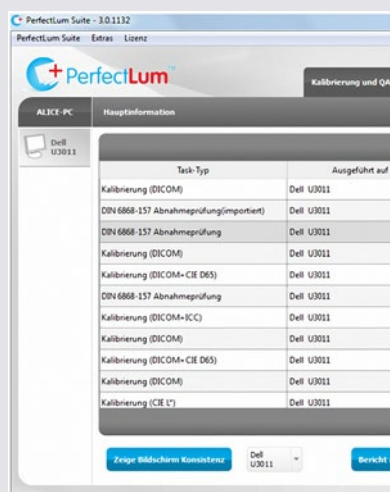 PerfectLum Suite - 3.0.1132
PerfectLum Suite Extras Lizenz
PerfectLum™
Kalibrierung und QA
ALICE-PC Hauptinformation
Dell
U3011
Task-Typ Ausgeführt auf
Kalibrierung (DICOM) Dell U3011
DIN 6868-157 Abnahmeprüfung(importiert) Dell U3011
DIN 6868-157 Abnahmeprüfung Dell U3011
Kalibrierung (DICOM) Dell U3011
Kalibrierung (DICOM+CIE D65) Dell U3011
DIN 6868-157 Abnahmeprüfung Dell U3011
Kalibrierung (DICOM+ICC) Dell U3011
Kalibrierung (DICOM) Dell U3011
Kalibrierung (DICOM+CIE D65) Dell U3011
Kalibrierung (DICOM) Dell U3011
Kalibrierung (CIE L*) Dell U3011
Zeige Bildschirm Konsistenz Dell U3011 Bericht